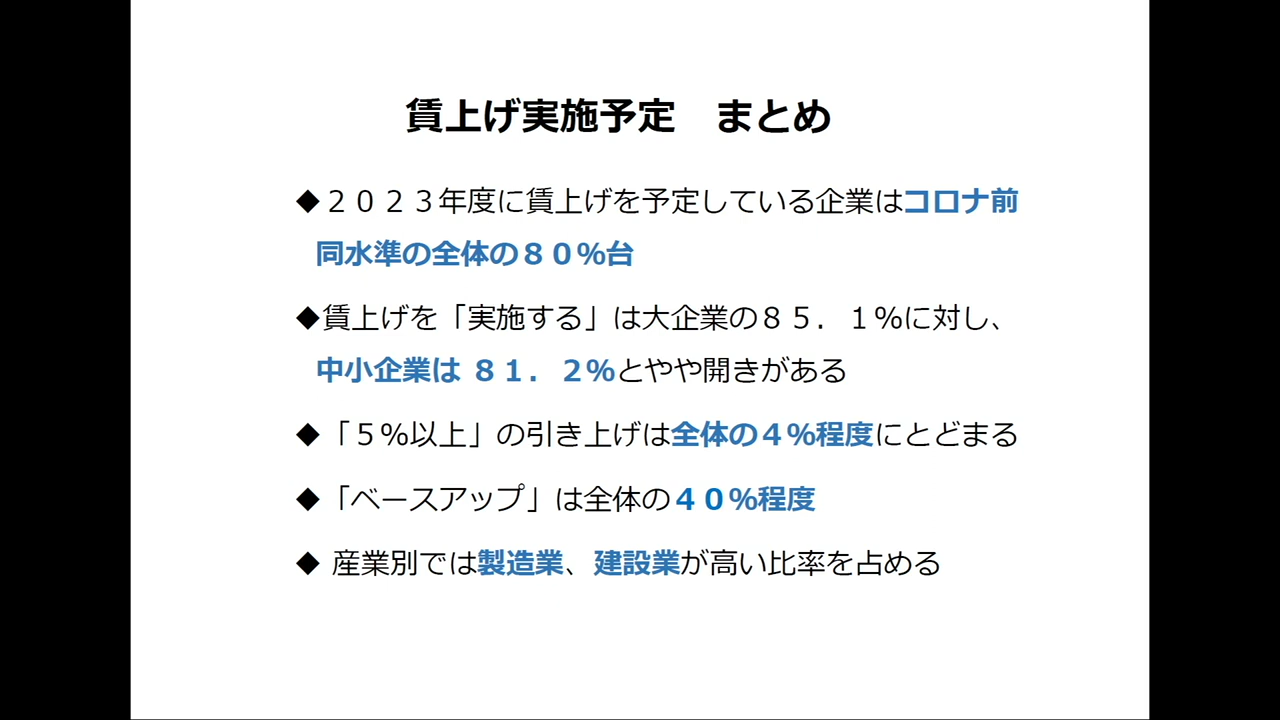 賃上げ実施予定　まとめ
◆２０２３年度に賃上げを予定している企業はコロナ前
同水準の全体の８０％台
◆賃上げを「実施する」は大企業の８５．１％に対し、
中小企業は ８１．２％とやや開きがある
◆「５％以上」の引き上げは全体の４％程度にとどまる
◆「ベースアップ」は全体の４０％程度
◆ 産業別では製造業、建設業が高い比率を占める